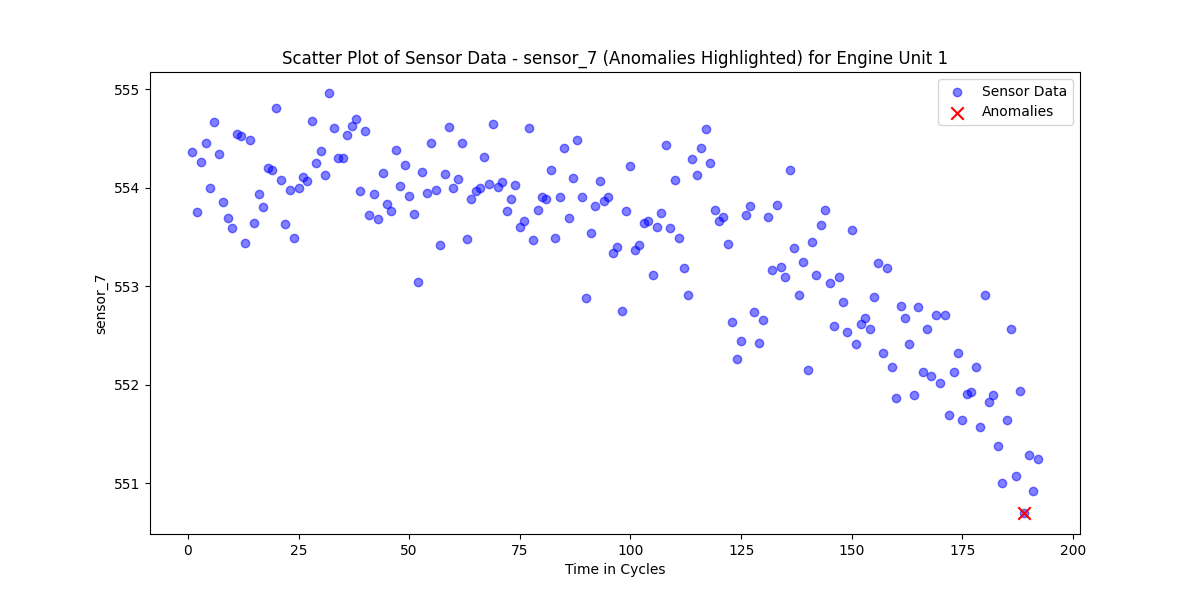 Scatter Plot of Sensor Data - sensor_7 (Anomalies Highlighted) for Engine Unit 1
Sensor Data
Anomalies
555
554
553
552
551
sensor_7
0 25 50 75 100 125 150 175 200
Time in Cycles